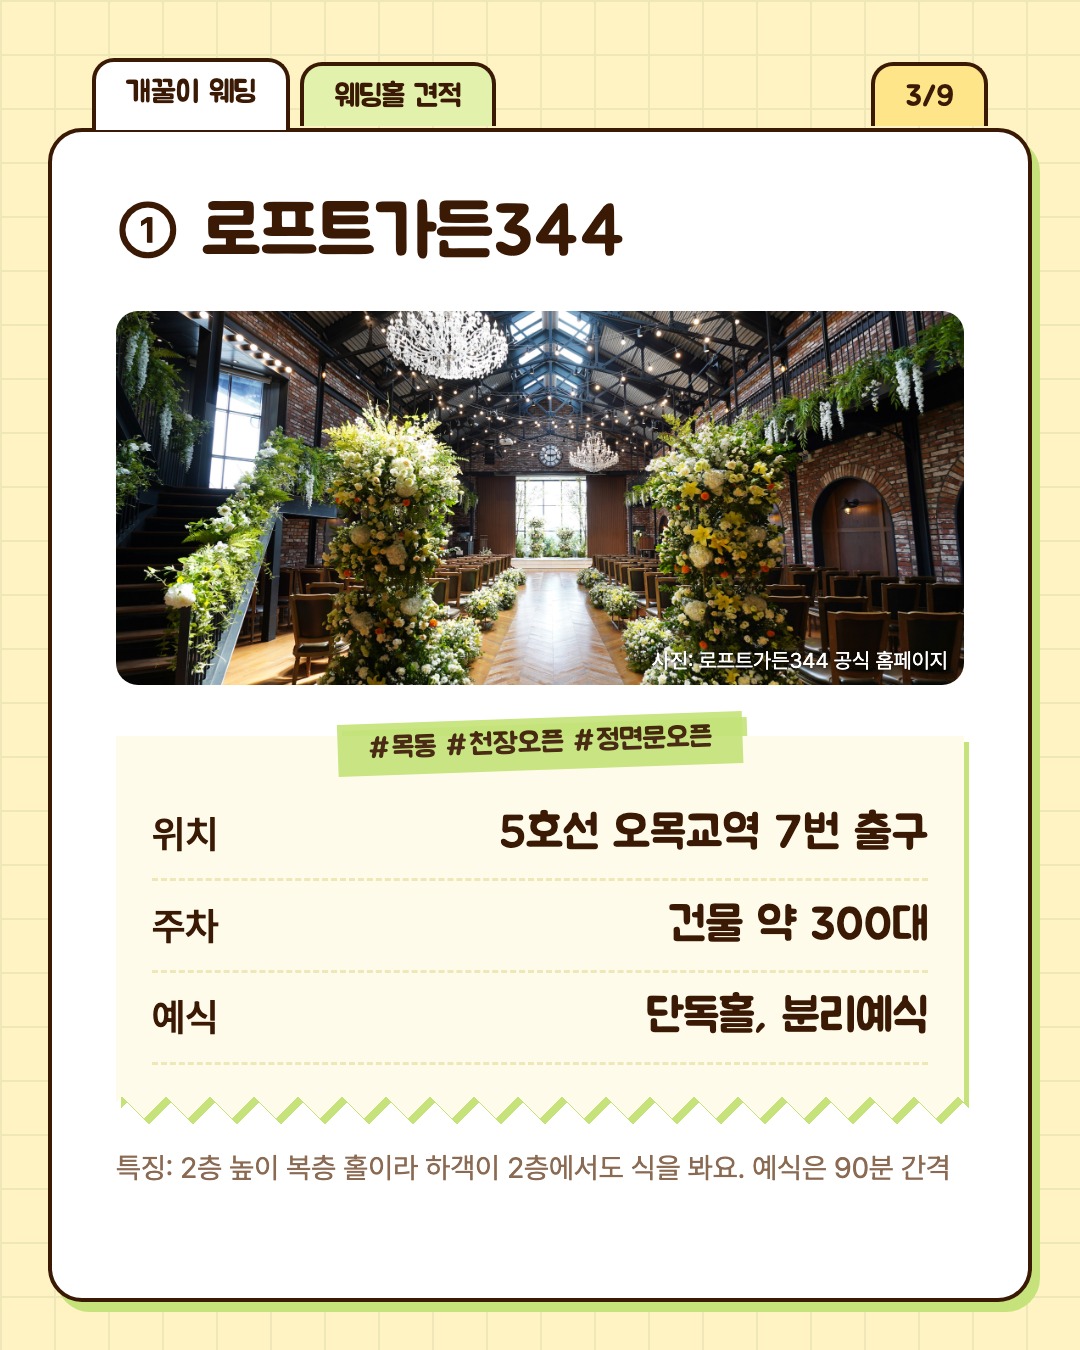 개꿀이 웨딩
웨딩홀 견적
3/9
① 로프트가든344
사진: 로프트가든344 공식 홈페이지
#목동 #천장오픈 #정면문오픈
위치 5호선 오목교역 7번 출구
주차 건물 약 300대
예식 단독홀, 분리예식
특징: 2층 높이 복층 홀이라 하객이 2층에서도 식을 봐요. 예식은 90분 간격